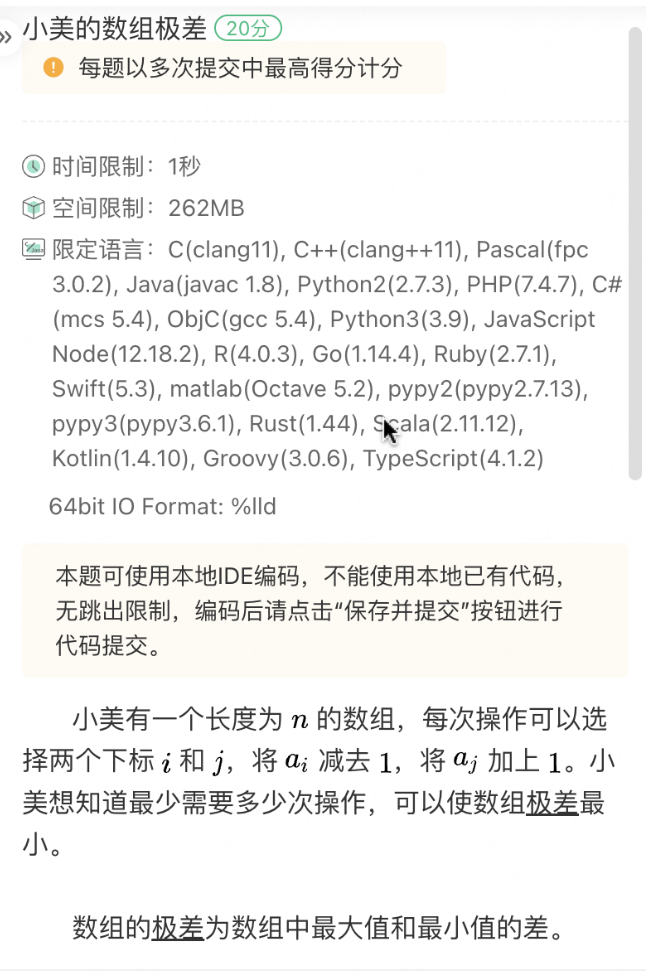 小美的数组极差 20分
每题以多次提交中最高得分计分
时间限制：1秒
空间限制：262MB
限定语言：C(clang11), C++(clang++11), Pascal(fpc
3.0.2), Java(javac 1.8), Python2(2.7.3), PHP(7.4.7), C#
(mcs 5.4), ObjC(gcc 5.4), Python3(3.9), JavaScript
Node(12.18.2), R(4.0.3), Go(1.14.4), Ruby(2.7.1),
Swift(5.3), matlab(Octave 5.2), pypy2(pypy2.7.13),
pypy3(pypy3.6.1), Rust(1.44), Scala(2.11.12),
Kotlin(1.4.10), Groovy(3.0.6), TypeScript(4.1.2)
64bit IO Format: %lld
本题可使用本地IDE编码，不能使用本地已有代码，
无跳出限制，编码后请点击“保存并提交”按钮进行
代码提交。
小美有一个长度为 n 的数组，每次操作可以选
择两个下标 i 和 j，将 a_i 减去 1，将 a_j 加上 1。小
美想知道最少需要多少次操作，可以使数组极差最
小。
数组的极差为数组中最大值和最小值的差。